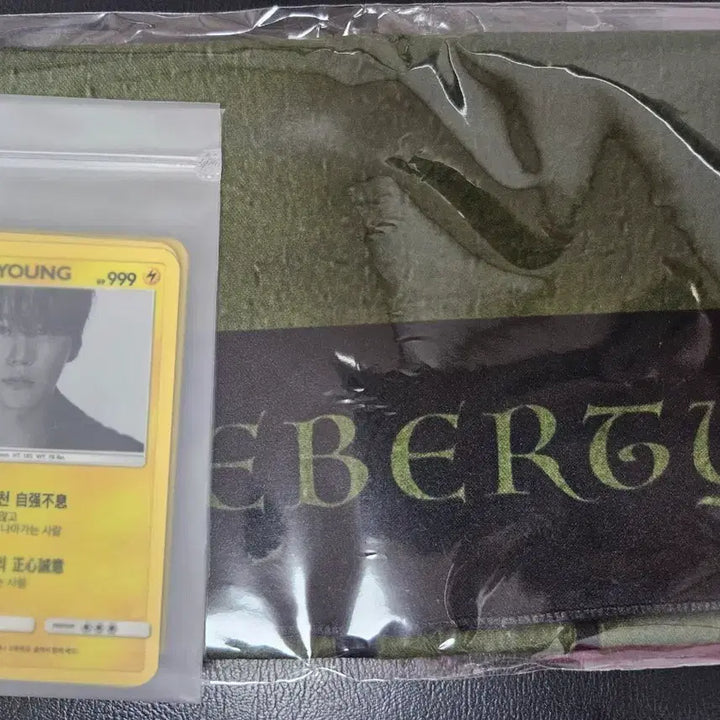 YOUNG HP 999
천 自强不息
않고
나아가는 사람
의 正心誠意
는 사람
EBERTY